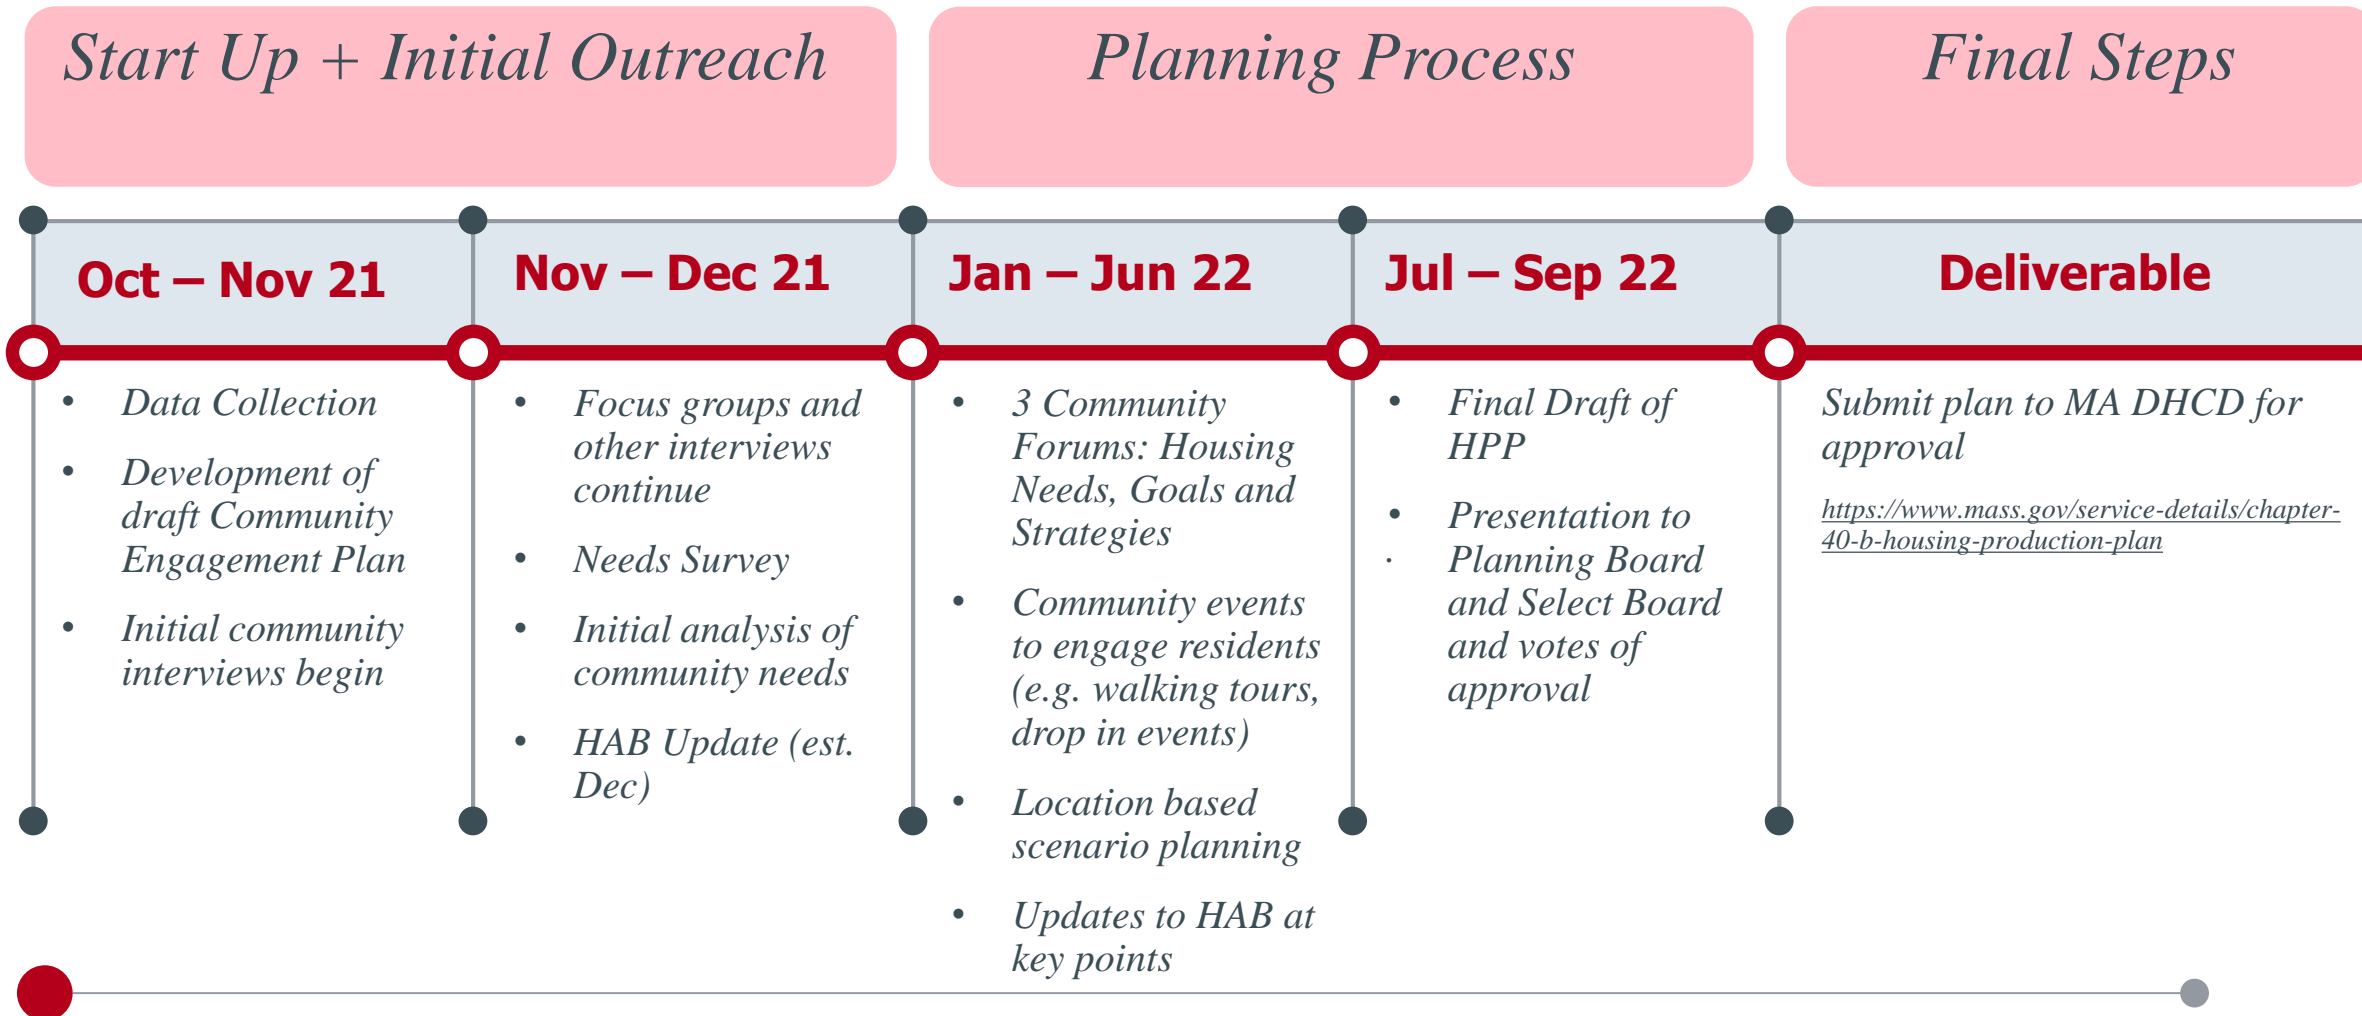 Start Up + Initial Outreach
Planning Process
Final Steps
Oct – Nov 21
Nov – Dec 21
Jan – Jun 22
Jul – Sep 22
Deliverable
• Data Collection
• Development of
draft Community
Engagement Plan
• Initial community
interviews begin
• Focus groups and
other interviews
continue
• Needs Survey
• Initial analysis of
community needs
• HAB Update (est.
Dec)
• 3 Community
Forums: Housing
Needs, Goals and
Strategies
• Community events
to engage residents
(e.g. walking tours,
drop in events)
• Location based
scenario planning
• Updates to HAB at
key points
• Final Draft of
HPP
• Presentation to
· Planning Board
and Select Board
and votes of
approval
Submit plan to MA DHCD for
approval
https://www.mass.gov/service-details/chapter-
40-b-housing-production-plan